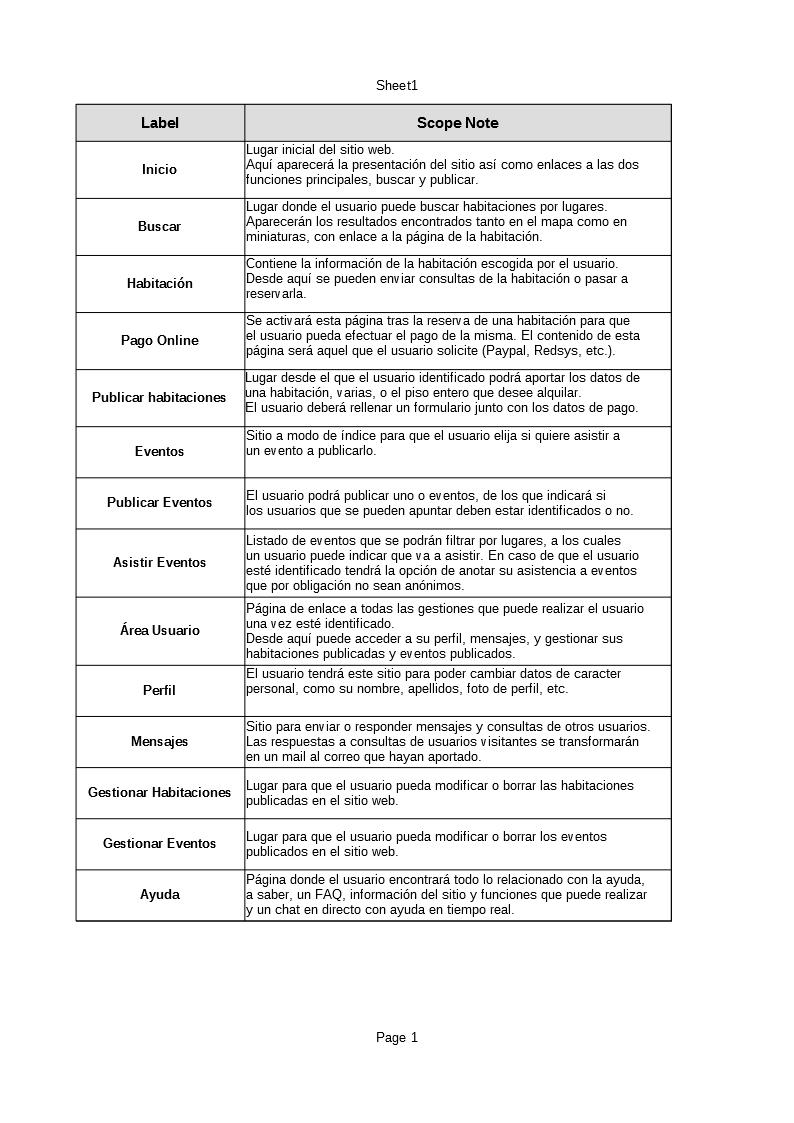 Sheet1
Label
Scope Note
Inicio
Lugar inicial del sitio web.
Aquí aparecerá la presentación del sitio así como enlaces a las dos
funciones principales, buscar y publicar.
Buscar
Lugar donde el usuario puede buscar habitaciones por lugares.
Aparecerán los resultados encontrados tanto en el mapa como en
miniaturas, con enlace a la página de la habitación.
Habitación
Contiene la información de la habitación escogida por el usuario.
Desde aquí se pueden enviar consultas de la habitación o pasar a
reservarla.
Pago Online
Se activará esta página tras la reserva de una habitación para que
el usuario pueda efectuar el pago de la misma. El contenido de esta
página será aquel que el usuario solicite (Paypal, Redsys, etc.).
Publicar habitaciones
Lugar desde el que el usuario identificado podrá aportar los datos de
una habitación, varias, o el piso entero que desee alquilar.
El usuario deberá rellenar un formulario junto con los datos de pago.
Eventos
Sitio a modo de índice para que el usuario elija si quiere asistir a
un evento a publicarlo.
Publicar Eventos
El usuario podrá publicar uno o eventos, de los que indicará si
los usuarios que se pueden apuntar deben estar identificados o no.
Asistir Eventos
Listado de eventos que se podrán filtrar por lugares, a los cuales
un usuario puede indicar que va a asistir. En caso de que el usuario
esté identificado tendrá la opción de anotar su asistencia a eventos
que por obligación no sean anónimos.
Área Usuario
Página de enlace a todas las gestiones que puede realizar el usuario
una vez esté identificado.
Desde aquí puede acceder a su perfil, mensajes, y gestionar sus
habitaciones publicadas y eventos publicados.
Perfil
El usuario tendrá este sitio para poder cambiar datos de caracter
personal, como su nombre, apellidos, foto de perfil, etc.
Mensajes
Sitio para enviar o responder mensajes y consultas de otros usuarios.
Las respuestas a consultas de usuarios visitantes se transformarán
en un mail al correo que hayan aportado.
Gestionar Habitaciones
Lugar para que el usuario pueda modificar o borrar las habitaciones
publicadas en el sitio web.
Gestionar Eventos
Lugar para que el usuario pueda modificar o borrar los eventos
publicados en el sitio web.
Ayuda
Página donde el usuario encontrará todo lo relacionado con la ayuda,
a saber, un FAQ, información del sitio y funciones que puede realizar
y un chat en directo con ayuda en tiempo real.
Page 1